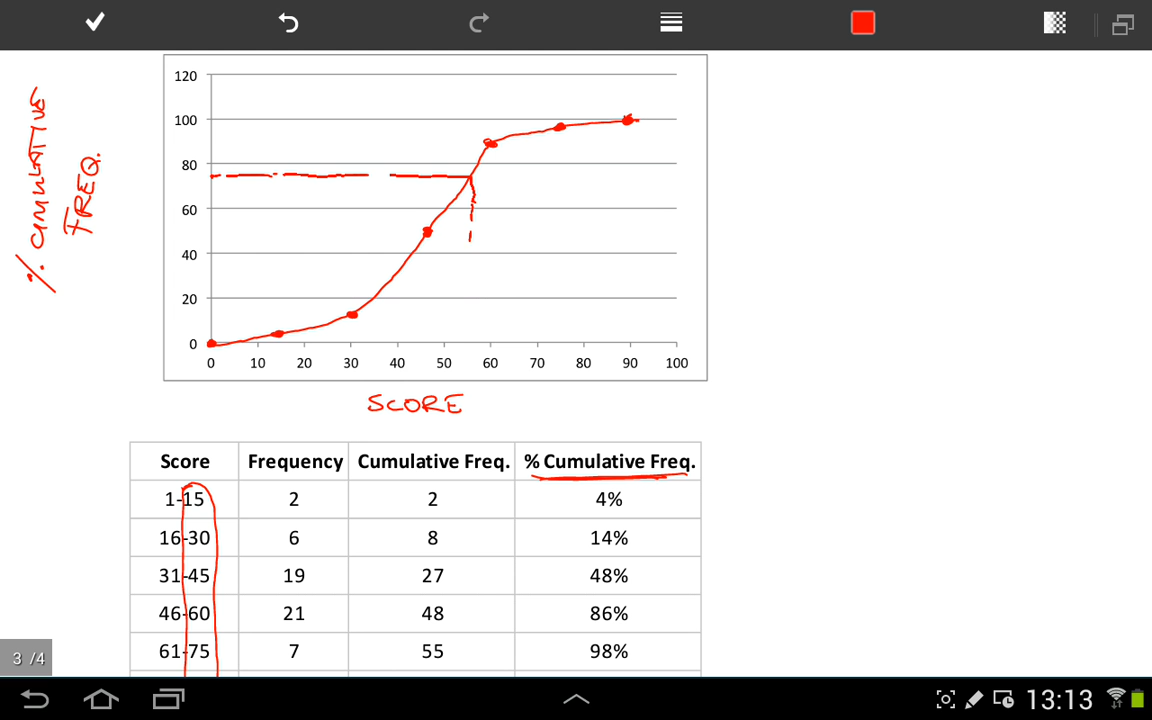 % CUMULATIVE
FREQ.
120
100
80
60
40
20
0
0 10 20 30 40 50 60 70 80 90 100
SCORE
Score Frequency Cumulative Freq. % Cumulative Freq.
1-15 2 2 4%
16-30 6 8 14%
31-45 19 27 48%
46-60 21 48 86%
61-75 7 55 98%
3 /4
13:13